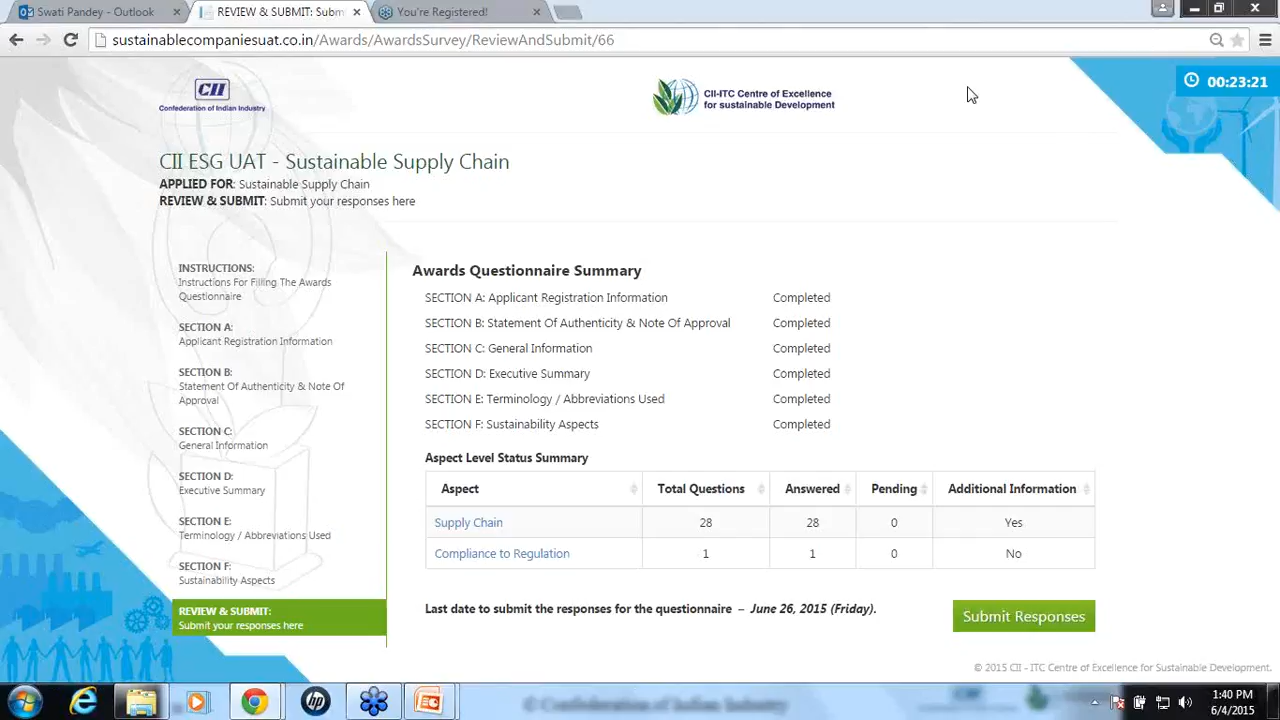 Swati Pandey - Outlook
REVIEW & SUBMIT: Subm
You're Registered!
sustainablecompaniesuat.co.in/Awards/AwardsSurvey/ReviewAndSubmit/66
CII
Confederation of Indian Industry
CII-ITC Centre of Excellence
for sustainable Development
00:23:21
CII ESG UAT - Sustainable Supply Chain
APPLIED FOR: Sustainable Supply Chain
REVIEW & SUBMIT: Submit your responses here
INSTRUCTIONS:
Instructions For Filling The Awards
Questionnaire
SECTION A:
Applicant Registration Information
SECTION B:
Statement Of Authenticity & Note Of
Approval
SECTION C:
General Information
SECTION D:
Executive Summary
SECTION E:
Terminology / Abbreviations Used
SECTION F:
Sustainability Aspects
REVIEW & SUBMIT:
Submit your responses here
Awards Questionnaire Summary
SECTION A: Applicant Registration Information Completed
SECTION B: Statement Of Authenticity & Note Of Approval Completed
SECTION C: General Information Completed
SECTION D: Executive Summary Completed
SECTION E: Terminology / Abbreviations Used Completed
SECTION F: Sustainability Aspects Completed
Aspect Level Status Summary
Aspect Total Questions Answered Pending Additional Information
Supply Chain 28 28 0 Yes
Compliance to Regulation 1 1 0 No
Last date to submit the responses for the questionnaire – June 26, 2015 (Friday).
Submit Responses
© 2015 CII - ITC Centre of Excellence for Sustainable Development.
© Confederation of Indian Industry
1:40 PM
6/4/2015